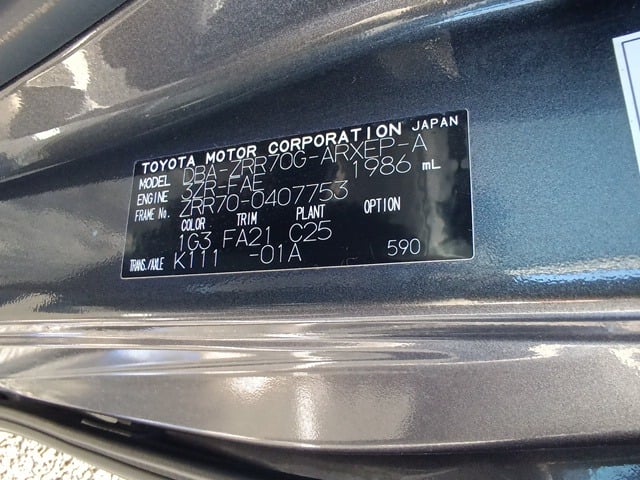 TOYOTA MOTOR CORPORATION JAPAN
MODEL DBA-ZRR70G-ARXEP-A
ENGINE 3ZR-FAE 1986 mL
FRAME No. ZRR70-0407753
COLOR TRIM PLANT OPTION
1G3 FA21 C25
TRANS./AXLE K111 -01A 590